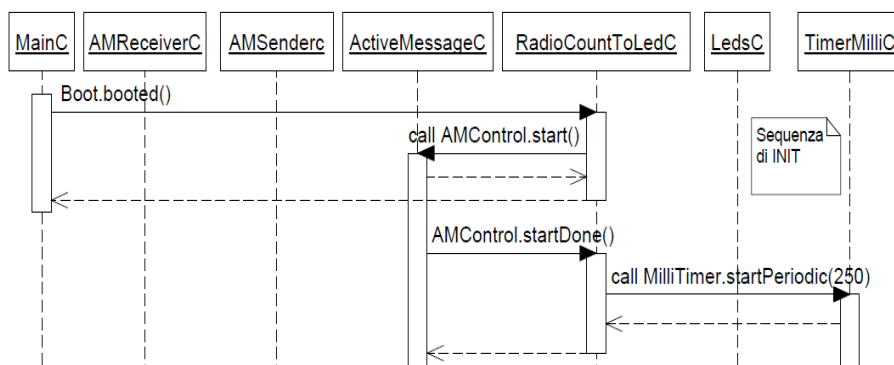 MainC
AMReceiverC
AMSenderc
ActiveMessageC
RadioCountToLedC
LedsC
TimerMilliC
Boot.booted()
call AMControl.start()
Sequenza
di INIT
AMControl.startDone()
call MilliTimer.startPeriodic(250)